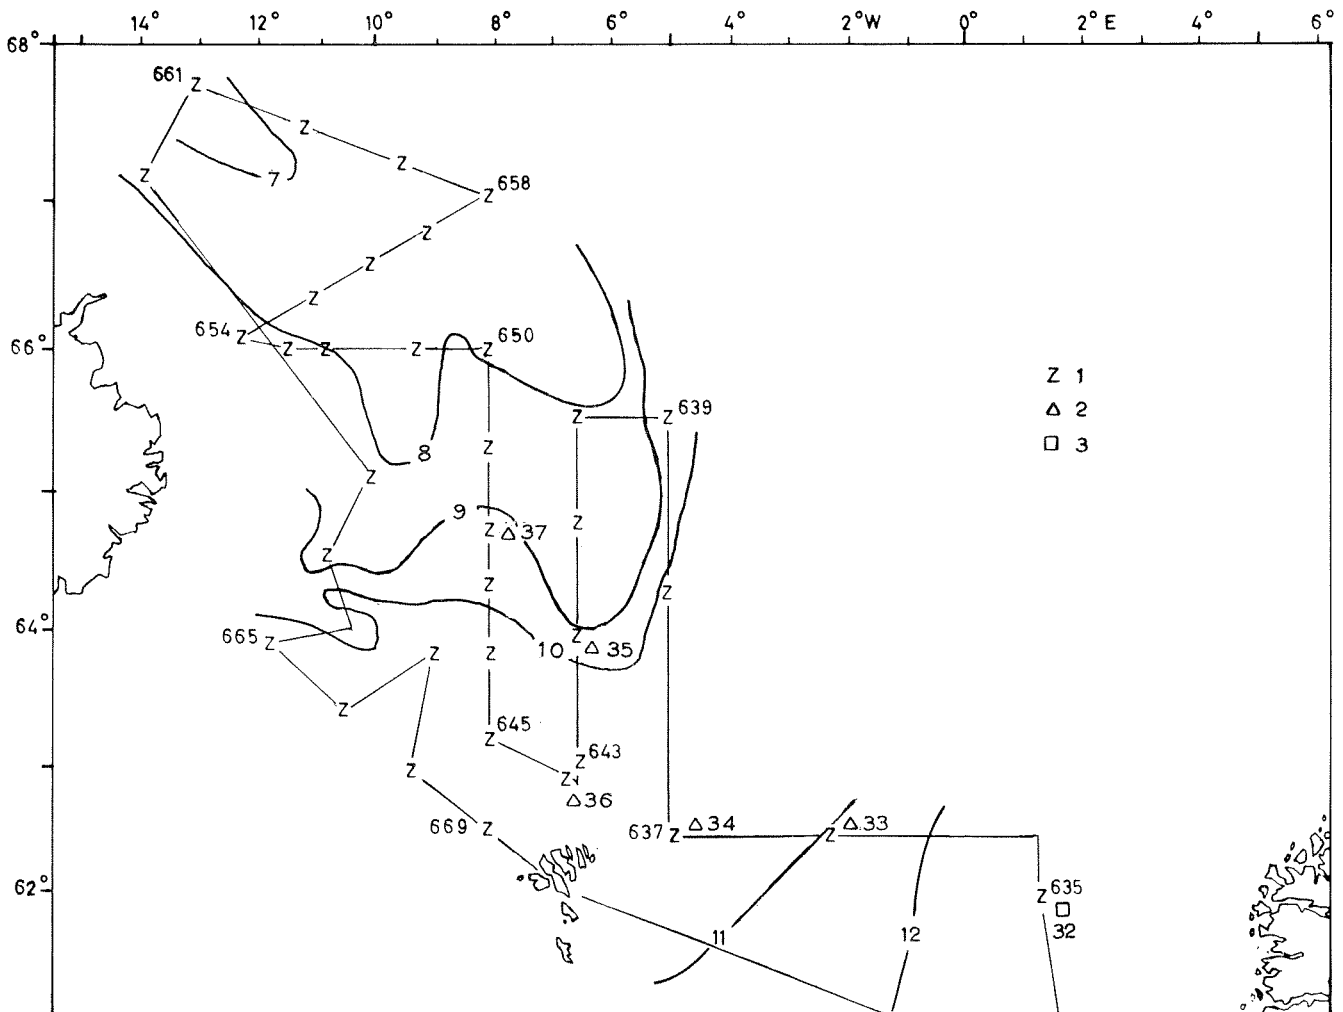 14° 12° 10° 8° 6° 4° 2°W 0° 2°E 4° 6°
68°
661 Z
Z
Z
Z 7
Z 658
Z
Z
Z
654 Z
66° Z Z Z Z 650
Z 1
△ 2
Z Z 639
□ 3
Z 8
Z
9
Z Z △ 37
Z
Z Z
64°
665 Z Z
Z Z 10 △ 35
Z
Z 645
Z 643
Z Z
△ 36
669 Z 637 Z △ 34 Z △ 33
62°
Z 635
□
11 12 32